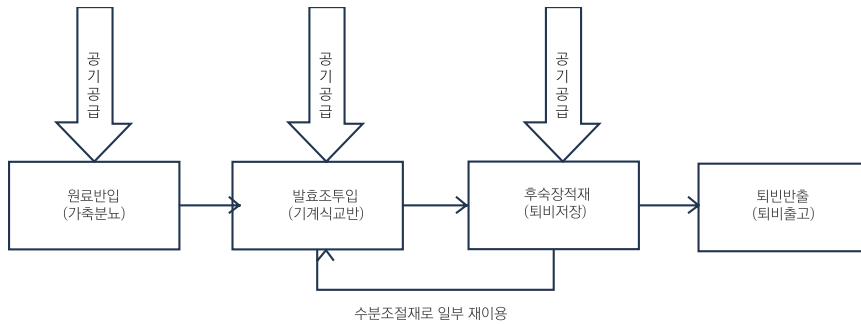 공기공급
공기공급
공기공급
원료반입
(가축분뇨)
발효조투입
(기계식교반)
후숙장적재
(퇴비저장)
퇴빈반출
(퇴비출고)
수분조절재로 일부 재이용